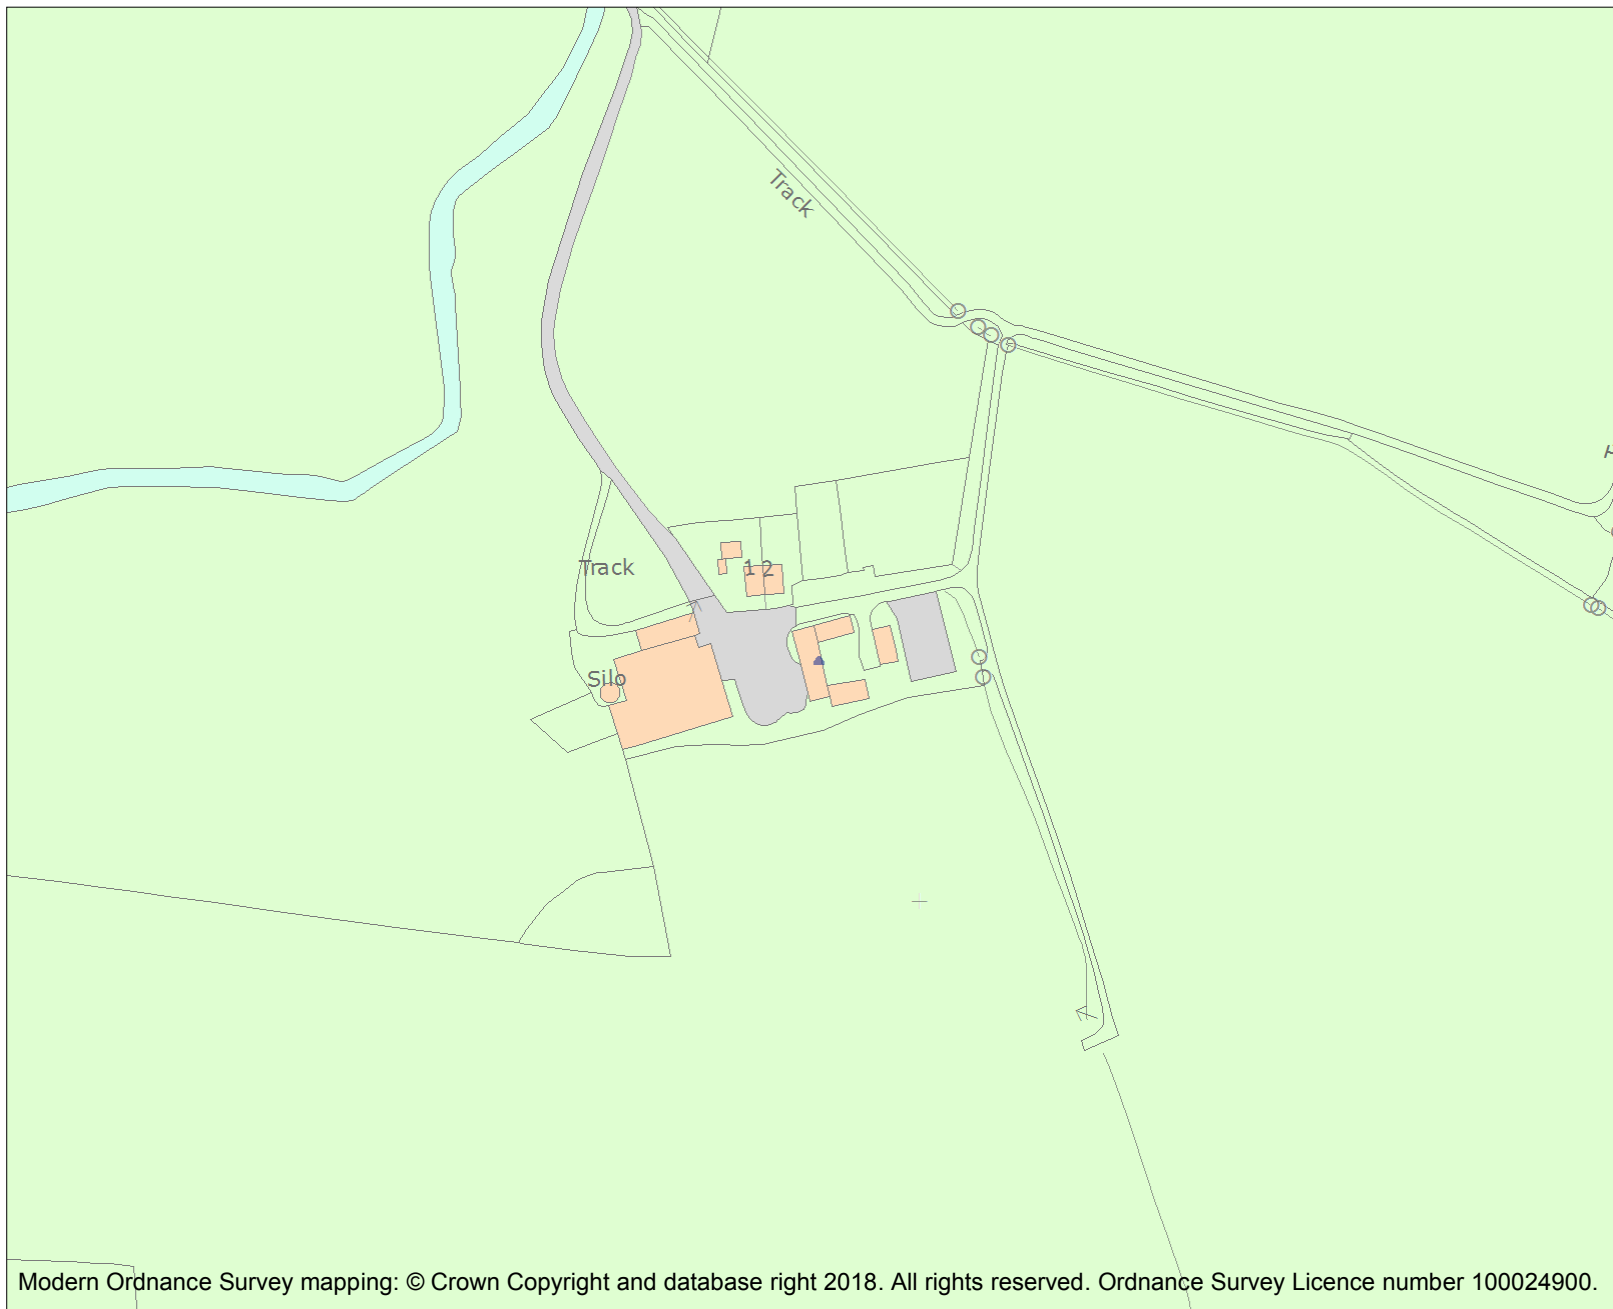 Track
Track
1 2
Silo
Modern Ordnance Survey mapping: © Crown Copyright and database right 2018. All rights reserved. Ordnance Survey Licence number 100024900.